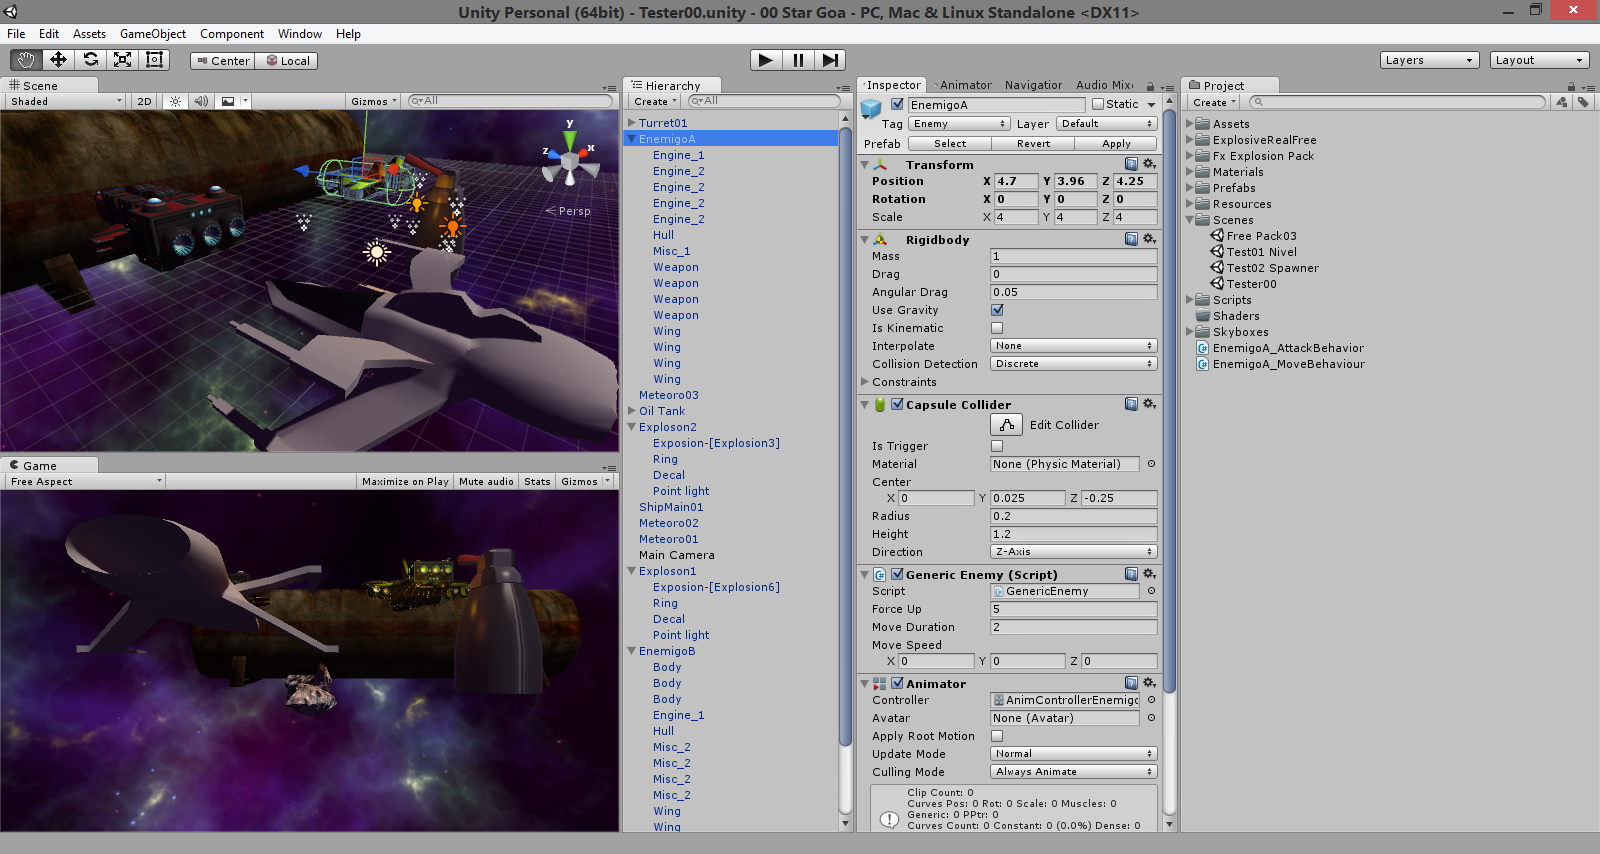 Unity Personal (64bit) - Tester00.unity - 00 Star Goa - PC, Mac & Linux Standalone <DX11>
File Edit Assets GameObject Component Window Help
Center Local Layers Layout
Scene
Shaded 2D Gizmos All
y
z x
Persp
Game
Free Aspect Maximize on Play Mute audio Stats Gizmos
Hierarchy
Create All
Turret01
EnemigoA
Engine_1
Engine_2
Engine_2
Engine_2
Engine_2
Hull
Misc_1
Weapon
Weapon
Weapon
Weapon
Wing
Wing
Wing
Wing
Meteoro03
Oil Tank
Exploson2
Exposion-[Explosion3]
Ring
Decal
Point light
ShipMain01
Meteoro02
Meteoro01
Main Camera
Exploson1
Exposion-[Explosion6]
Ring
Decal
Point light
EnemigoB
Body
Body
Body
Engine_1
Hull
Misc_2
Misc_2
Misc_2
Misc_2
Wing
Wing
Inspector Animator Navigatior Audio Mix
EnemigoA Static
Tag Enemy Layer Default
Prefab Select Revert Apply
Transform
Position X 4.7 Y 3.96 Z 4.25
Rotation X 0 Y 0 Z 0
Scale X 4 Y 4 Z 4
Rigidbody
Mass 1
Drag 0
Angular Drag 0.05
Use Gravity
Is Kinematic
Interpolate None
Collision Detection Discrete
Constraints
Capsule Collider
Edit Collider
Is Trigger
Material None (Physic Material)
Center
X 0 Y 0.025 Z -0.25
Radius 0.2
Height 1.2
Direction Z-Axis
Generic Enemy (Script)
Script GenericEnemy
Force Up 5
Move Duration 2
Move Speed
X 0 Y 0 Z 0
Animator
Controller AnimControllerEnemigo
Avatar None (Avatar)
Apply Root Motion
Update Mode Normal
Culling Mode Always Animate
Clip Count: 0
Curves Pos: 0 Rot: 0 Scale: 0 Muscles: 0
Generic: 0 PPtr: 0
Curves Count: 0 Constant: 0 (0.0%) Dense: 0
Project
Create
Assets
ExplosiveRealFree
Fx Explosion Pack
Materials
Prefabs
Resources
Scenes
Free Pack03
Test01 Nivel
Test02 Spawner
Tester00
Scripts
Shaders
Skyboxes
EnemigoA_AttackBehavior
EnemigoA_MoveBehaviour